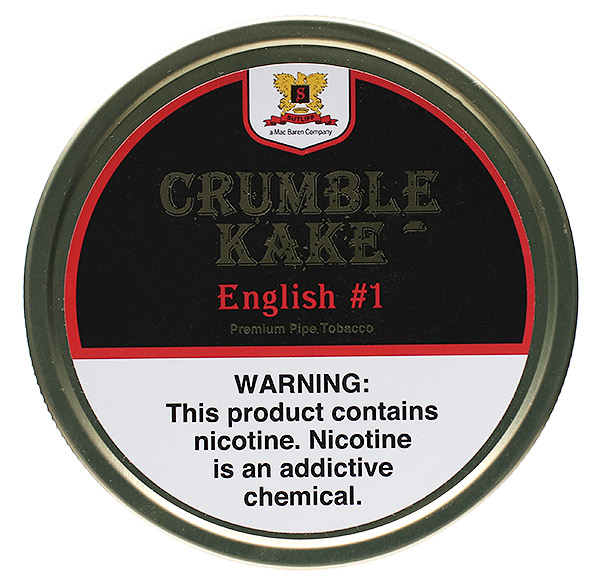 S
SUTLIFF
a Mac Baren Company
CRUMBLE
KAKE
English #1
Premium Pipe Tobacco
WARNING:
This product contains
nicotine. Nicotine
is an addictive
chemical.